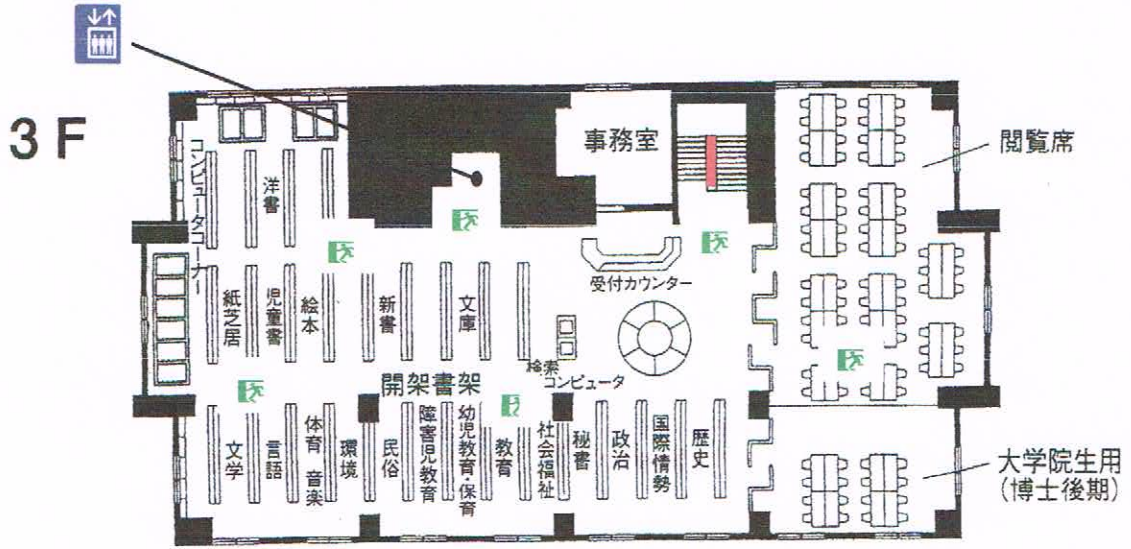 3F
事務室
閲覧席
コンピュータコーナー
洋書
受付カウンター
紙芝居
児童書
絵本
新書
文庫
検索
コンピュータ
開架書架
文学
言語
体育 音楽
環境
民俗
障害児教育
幼児教育・保育
教育
社会福祉
秘書
政治
国際情勢
歴史
大学院生用
(博士後期)